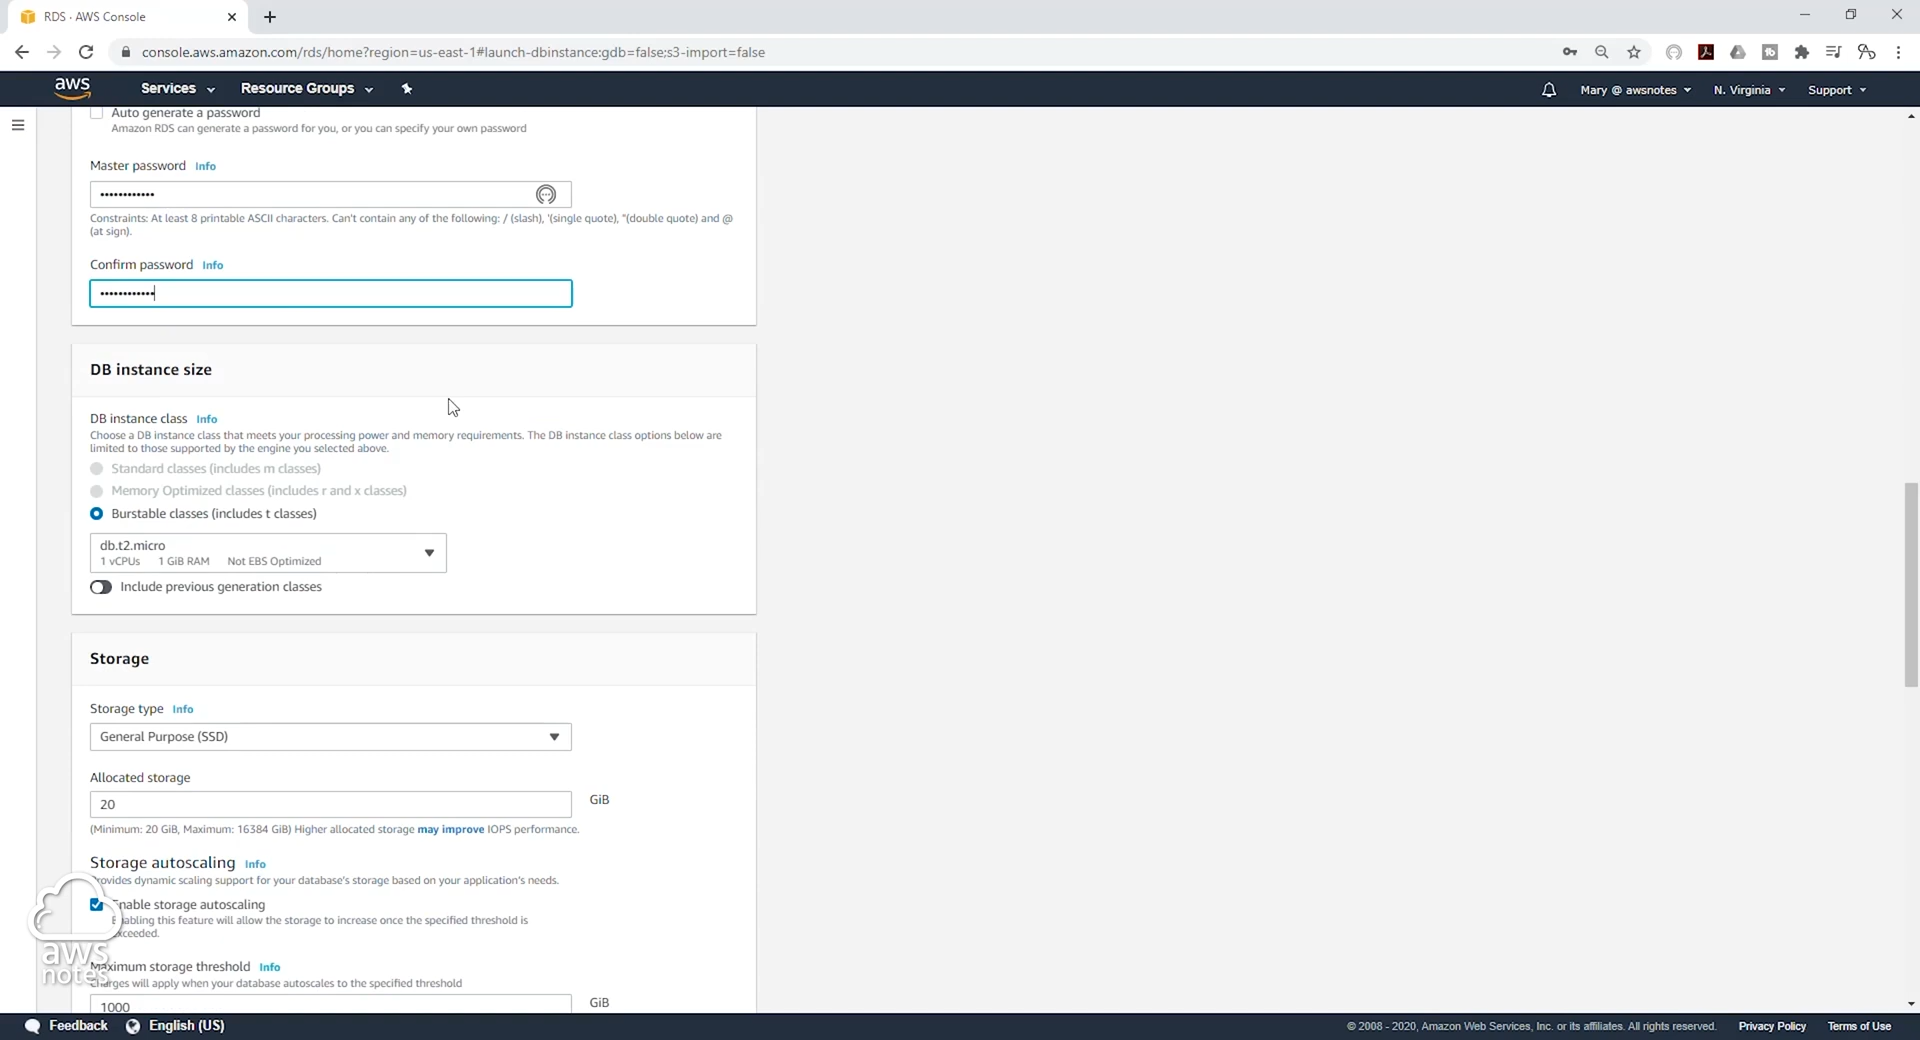 RDS · AWS Console
console.aws.amazon.com/rds/home?region=us-east-1#launch-dbinstance:gdb=false;s3-import=false
aws
Services
Resource Groups
Mary @ awsnotes
N. Virginia
Support
Auto generate a password
Amazon RDS can generate a password for you, or you can specify your own password
Master password Info
••••••••••••
Constraints: At least 8 printable ASCII characters. Can't contain any of the following: / (slash), '(single quote), "(double quote) and @
(at sign).
Confirm password Info
••••••••••••
DB instance size
DB instance class Info
Choose a DB instance class that meets your processing power and memory requirements. The DB instance class options below are
limited to those supported by the engine you selected above.
Standard classes (includes m classes)
Memory Optimized classes (includes r and x classes)
Burstable classes (includes t classes)
db.t2.micro
1 vCPUs 1 GiB RAM Not EBS Optimized
Include previous generation classes
Storage
Storage type Info
General Purpose (SSD)
Allocated storage
20 GiB
(Minimum: 20 GiB, Maximum: 16384 GiB) Higher allocated storage may improve IOPS performance.
Storage autoscaling Info
Provides dynamic scaling support for your database's storage based on your application's needs.
Enable storage autoscaling
Enabling this feature will allow the storage to increase once the specified threshold is
exceeded.
aws
notes
Maximum storage threshold Info
Charges will apply when your database autoscales to the specified threshold
1000 GiB
Feedback
English (US)
© 2008 - 2020, Amazon Web Services, Inc. or its affiliates. All rights reserved.
Privacy Policy
Terms of Use